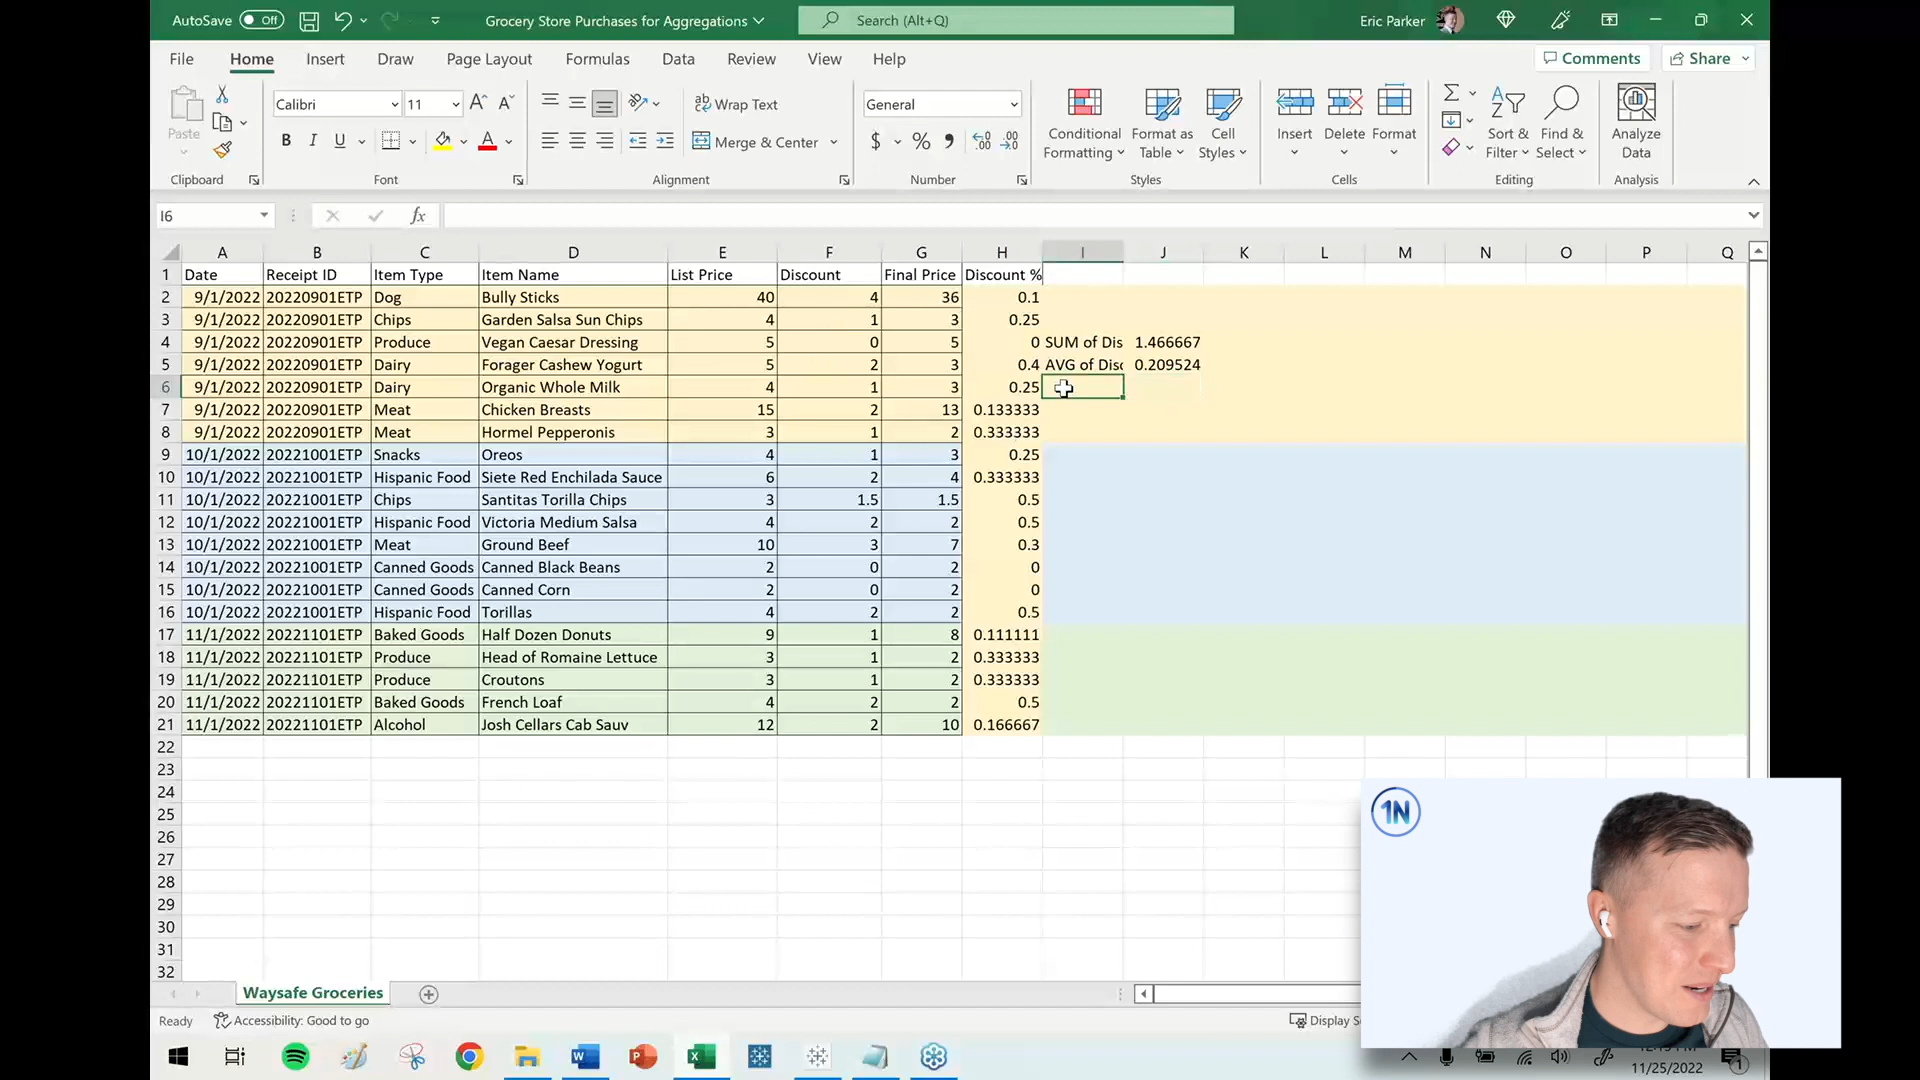 AutoSave Off Grocery Store Purchases for Aggregations Search (Alt+Q) Eric Parker
File Home Insert Draw Page Layout Formulas Data Review View Help Comments Share
Paste Calibri 11 Wrap Text General Conditional Formatting Format as Table Cell Styles Insert Delete Format Sort & Filter Find & Select Analyze Data
B I U Merge & Center $ % 9
Clipboard Font Alignment Number Styles Cells Editing Analysis
I6 fx
A B C D E F G H I J K L M N O P Q
1 Date Receipt ID Item Type Item Name List Price Discount Final Price Discount %
2 9/1/2022 20220901ETP Dog Bully Sticks 40 4 36 0.1
3 9/1/2022 20220901ETP Chips Garden Salsa Sun Chips 4 1 3 0.25
4 9/1/2022 20220901ETP Produce Vegan Caesar Dressing 5 0 5 0 SUM of Dis 1.466667
5 9/1/2022 20220901ETP Dairy Forager Cashew Yogurt 5 2 3 0.4 AVG of Disc 0.209524
6 9/1/2022 20220901ETP Dairy Organic Whole Milk 4 1 3 0.25
7 9/1/2022 20220901ETP Meat Chicken Breasts 15 2 13 0.133333
8 9/1/2022 20220901ETP Meat Hormel Pepperonis 3 1 2 0.333333
9 10/1/2022 20221001ETP Snacks Oreos 4 1 3 0.25
10 10/1/2022 20221001ETP Hispanic Food Siete Red Enchilada Sauce 6 2 4 0.333333
11 10/1/2022 20221001ETP Chips Santitas Torilla Chips 3 1.5 1.5 0.5
12 10/1/2022 20221001ETP Hispanic Food Victoria Medium Salsa 4 2 2 0.5
13 10/1/2022 20221001ETP Meat Ground Beef 10 3 7 0.3
14 10/1/2022 20221001ETP Canned Goods Canned Black Beans 2 0 2 0
15 10/1/2022 20221001ETP Canned Goods Canned Corn 2 0 2 0
16 10/1/2022 20221001ETP Hispanic Food Torillas 4 2 2 0.5
17 11/1/2022 20221101ETP Baked Goods Half Dozen Donuts 9 1 8 0.111111
18 11/1/2022 20221101ETP Produce Head of Romaine Lettuce 3 1 2 0.333333
19 11/1/2022 20221101ETP Produce Croutons 3 1 2 0.333333
20 11/1/2022 20221101ETP Baked Goods French Loaf 4 2 2 0.5
21 11/1/2022 20221101ETP Alcohol Josh Cellars Cab Sauv 12 2 10 0.166667
22
23
24
25
26
27
28
29
30
31
32
1N
Waysafe Groceries
Ready Accessibility: Good to go Display
11/25/2022